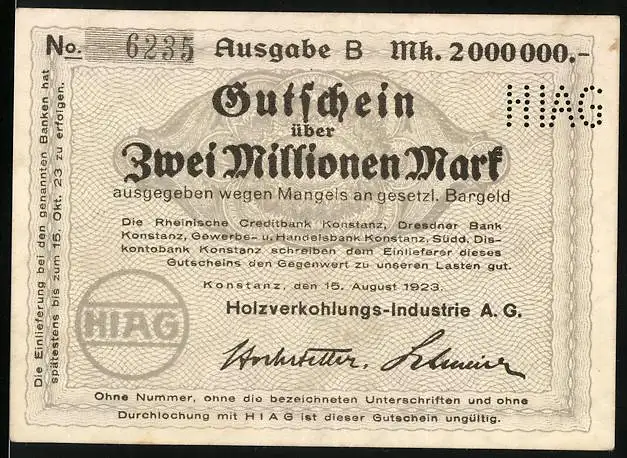 No. 6235 Ausgabe B Mk. 2000000.-
HIAG
Gutschein
über
Zwei Millionen Mark
ausgegeben wegen Mangels an gesetzl. Bargeld
Die Rheinische Creditbank Konstanz, Dresdner Bank
Konstanz, Gewerbe- u. Handelsbank Konstanz, Südd. Dis-
kontobank Konstanz schreiben dem Einlieferer dieses
Gutscheins den Gegenwert zu unseren Lasten gut.
Konstanz, den 15. August 1923.
Holzverkohlungs-Industrie A. G.
HIAG
Hochstetter. Schmeiser
Ohne Nummer, ohne die bezeichneten Unterschriften und ohne
Durchlochung mit HIAG ist dieser Gutschein ungültig.
Die Einlieferung bei den genannten Banken hat
spätestens bis zum 15. Okt. 23 zu erfolgen.